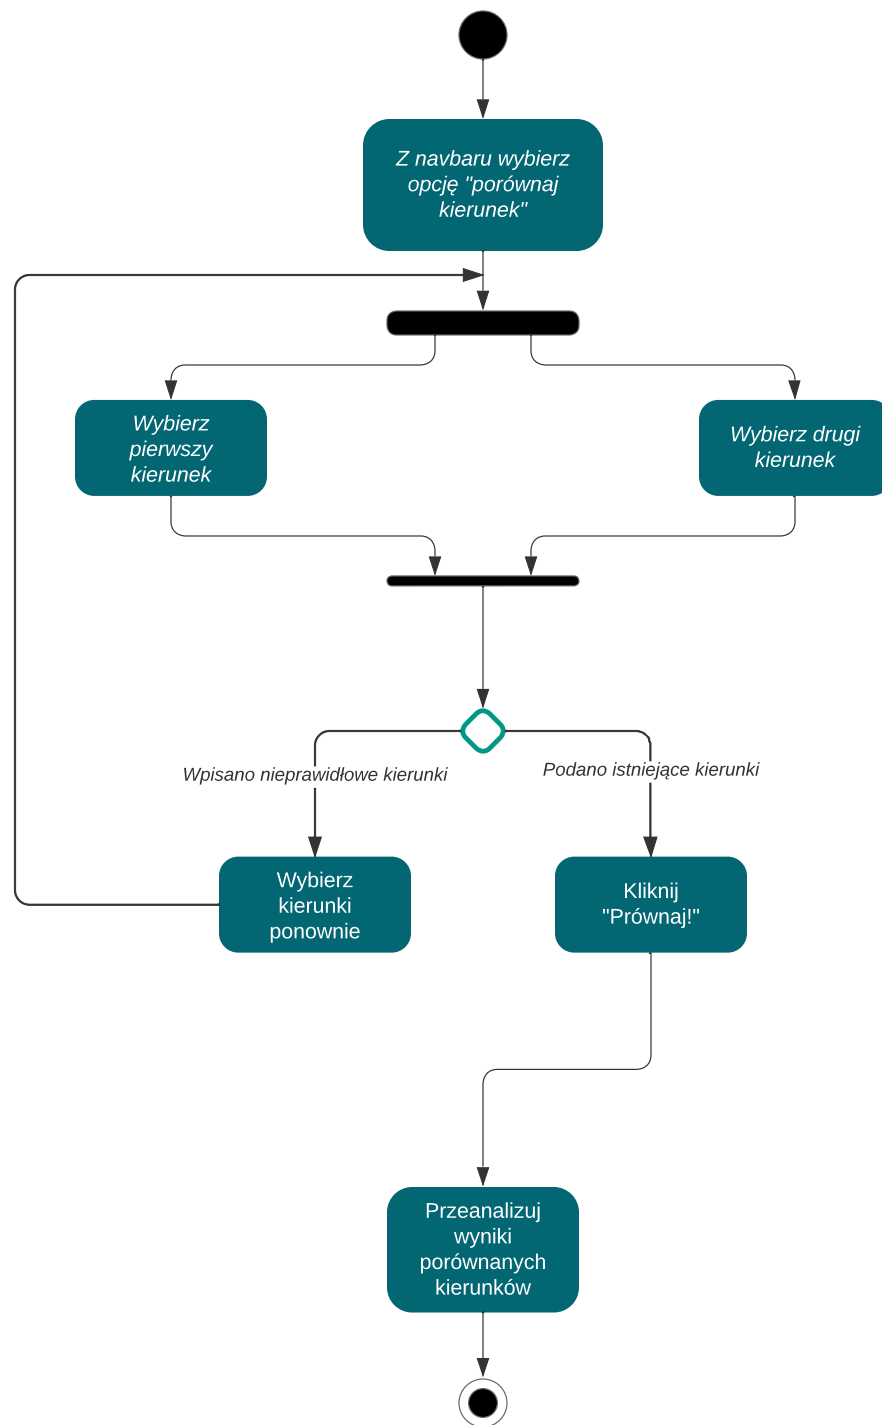 Z navbaru wybierz
opcję "porównaj
kierunek"
Wybierz
pierwszy
kierunek
Wybierz drugi
kierunek
Wpisano nieprawidłowe kierunki
Podano istniejące kierunki
Wybierz
kierunki
ponownie
Kliknij
"Prównaj!"
Przeanalizuj
wyniki
porównanych
kierunków